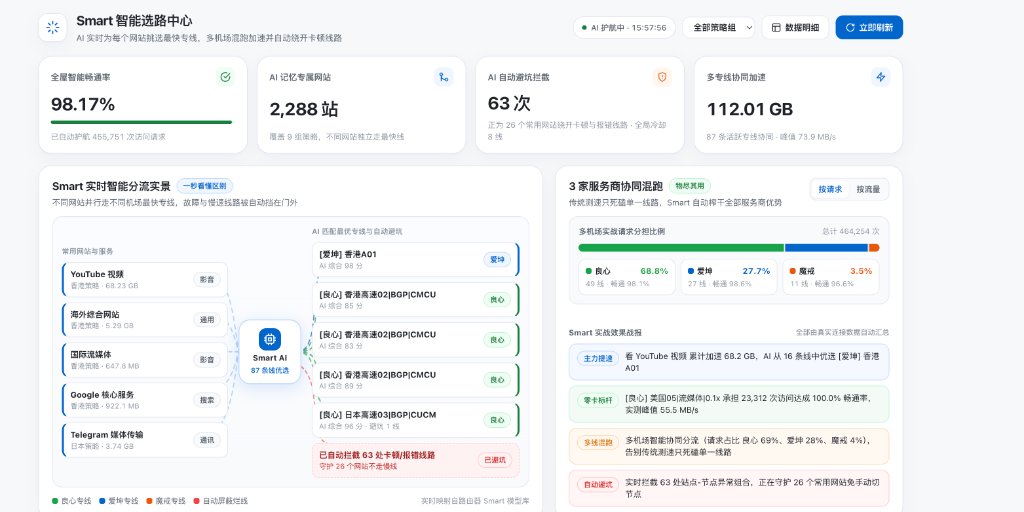 Smart 智能选路中心
AI 实时为每个网站挑选最快专线，多机场混跑加速并自动绕开卡顿线路
AI 护航中 · 15:57:56
全部策略组
数据明细
立即刷新
全屋智能畅通率
98.17%
已自动护航 455,751 次访问请求
AI 记忆专属网站
2,288 站
覆盖 9 组策略，不同网站独立走最快线
AI 自动避坑拦截
63 次
正为 26 个常用网站绕开卡顿与报错线路 · 全局冷却
8 线
多专线协同加速
112.01 GB
87 条活跃专线协同 · 峰值 73.9 MB/s
Smart 实时智能分流实景
一秒看懂区别
不同网站并行走不同机场最快专线，故障与慢速线路被自动挡在门外
常用网站与服务
YouTube 视频
香港策略 · 68.23 GB
影音
海外综合网站
香港策略 · 5.29 GB
通用
国际流媒体
香港策略 · 647.8 MB
影音
Google 核心服务
香港策略 · 922.1 MB
搜索
Telegram 媒体传输
日本策略 · 3.74 GB
通讯
Smart AI
87 条线优选
AI 匹配最优专线与自动避坑
[爱坤] 香港A01
AI 综合 98 分
爱坤
[良心] 香港高速02|BGP|CMCU
AI 综合 85 分
良心
[良心] 香港高速02|BGP|CMCU
AI 综合 83 分
良心
[良心] 香港高速02|BGP|CMCU
AI 综合 89 分
良心
[良心] 日本高速03|BGP|CUCM
AI 综合 96 分 · 避坑 1 线
良心
已自动拦截 63 处卡顿/报错线路
守护 26 个网站不走慢线
已避坑
良心专线
爱坤专线
魔戒专线
自动屏蔽烂线
实时映射自路由器 Smart 模型库
3 家服务商协同混跑
物尽其用
传统测速只死磕单一线路，Smart 自动榨干全部服务商优势
按请求
按流量
多机场实战请求分担比例
总计 464,254 次
良心
68.8%
49 线 · 畅通 98.1%
爱坤
27.7%
27 线 · 畅通 98.6%
魔戒
3.5%
11 线 · 畅通 96.6%
Smart 实战效果战报
全部由真实连接数据自动汇总
主力提速
看 YouTube 视频 累计加速 68.2 GB，AI 从 16 条线中优选 [爱坤] 香港
A01
零卡标杆
[良心] 美国05|流媒体|0.1x 承担 23,312 次访问达成 100.0% 畅通率，
实测峰值 55.5 MB/s
多线混跑
多机场智能协同分流（请求占比 良心 69%、爱坤 28%、魔戒 4%），
告别传统测速只死磕单一线路
自动避坑
实时拦截 63 处站点-节点异常组合，正在守护 26 个常用网站免手动切
节点